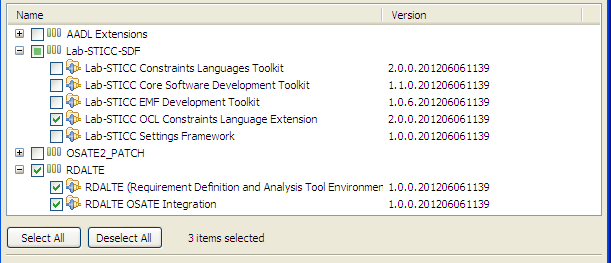 Name Version
AADL Extensions
Lab-STICC-SDF
Lab-STICC Constraints Languages Toolkit 2.0.0.201206061139
Lab-STICC Core Software Development Toolkit 1.1.0.201206061139
Lab-STICC EMF Development Toolkit 1.0.6.201206061139
Lab-STICC OCL Constraints Language Extension 2.0.0.201206061139
Lab-STICC Settings Framework 1.0.0.201206061139
OSATE2_PATCH
RDALTE
RDALTE (Requirement Definition and Analysis Tool Environmer 1.0.0.201206061139
RDALTE OSATE Integration 1.0.0.201206061139
Select All Deselect All 3 items selected